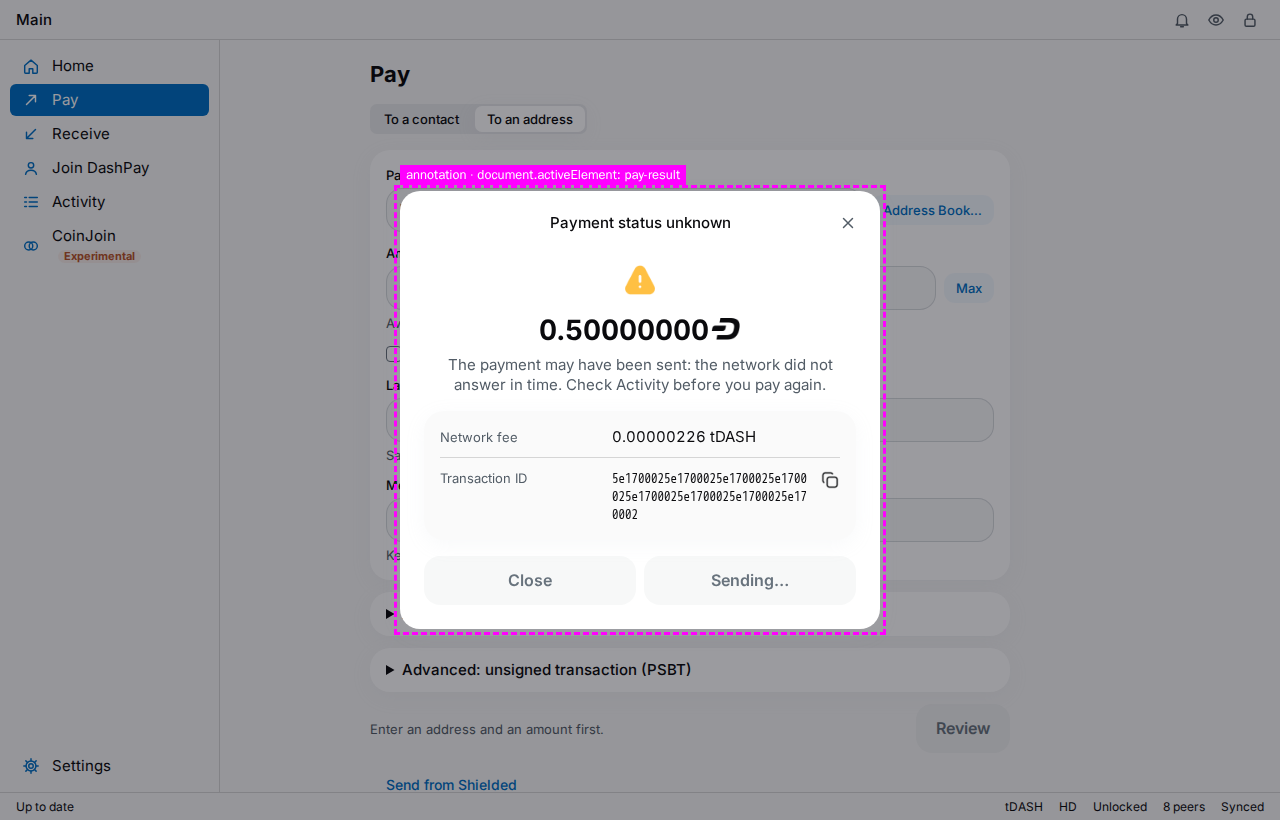 Main
Home
Pay
Receive
Join DashPay
Activity
CoinJoin
Experimental
Settings
Pay
To a contact
To an address
annotation · document.activeElement: pay-result
Address Book...
Max
Payment status unknown
0.50000000
The payment may have been sent: the network did not
answer in time. Check Activity before you pay again.
Network fee
0.00000226 tDASH
Transaction ID
5e1700025e1700025e1700025e1700
025e1700025e1700025e1700025e17
0002
Close
Sending...
Advanced: unsigned transaction (PSBT)
Enter an address and an amount first.
Review
Send from Shielded
Up to date
tDASH
HD
Unlocked
8 peers
Synced